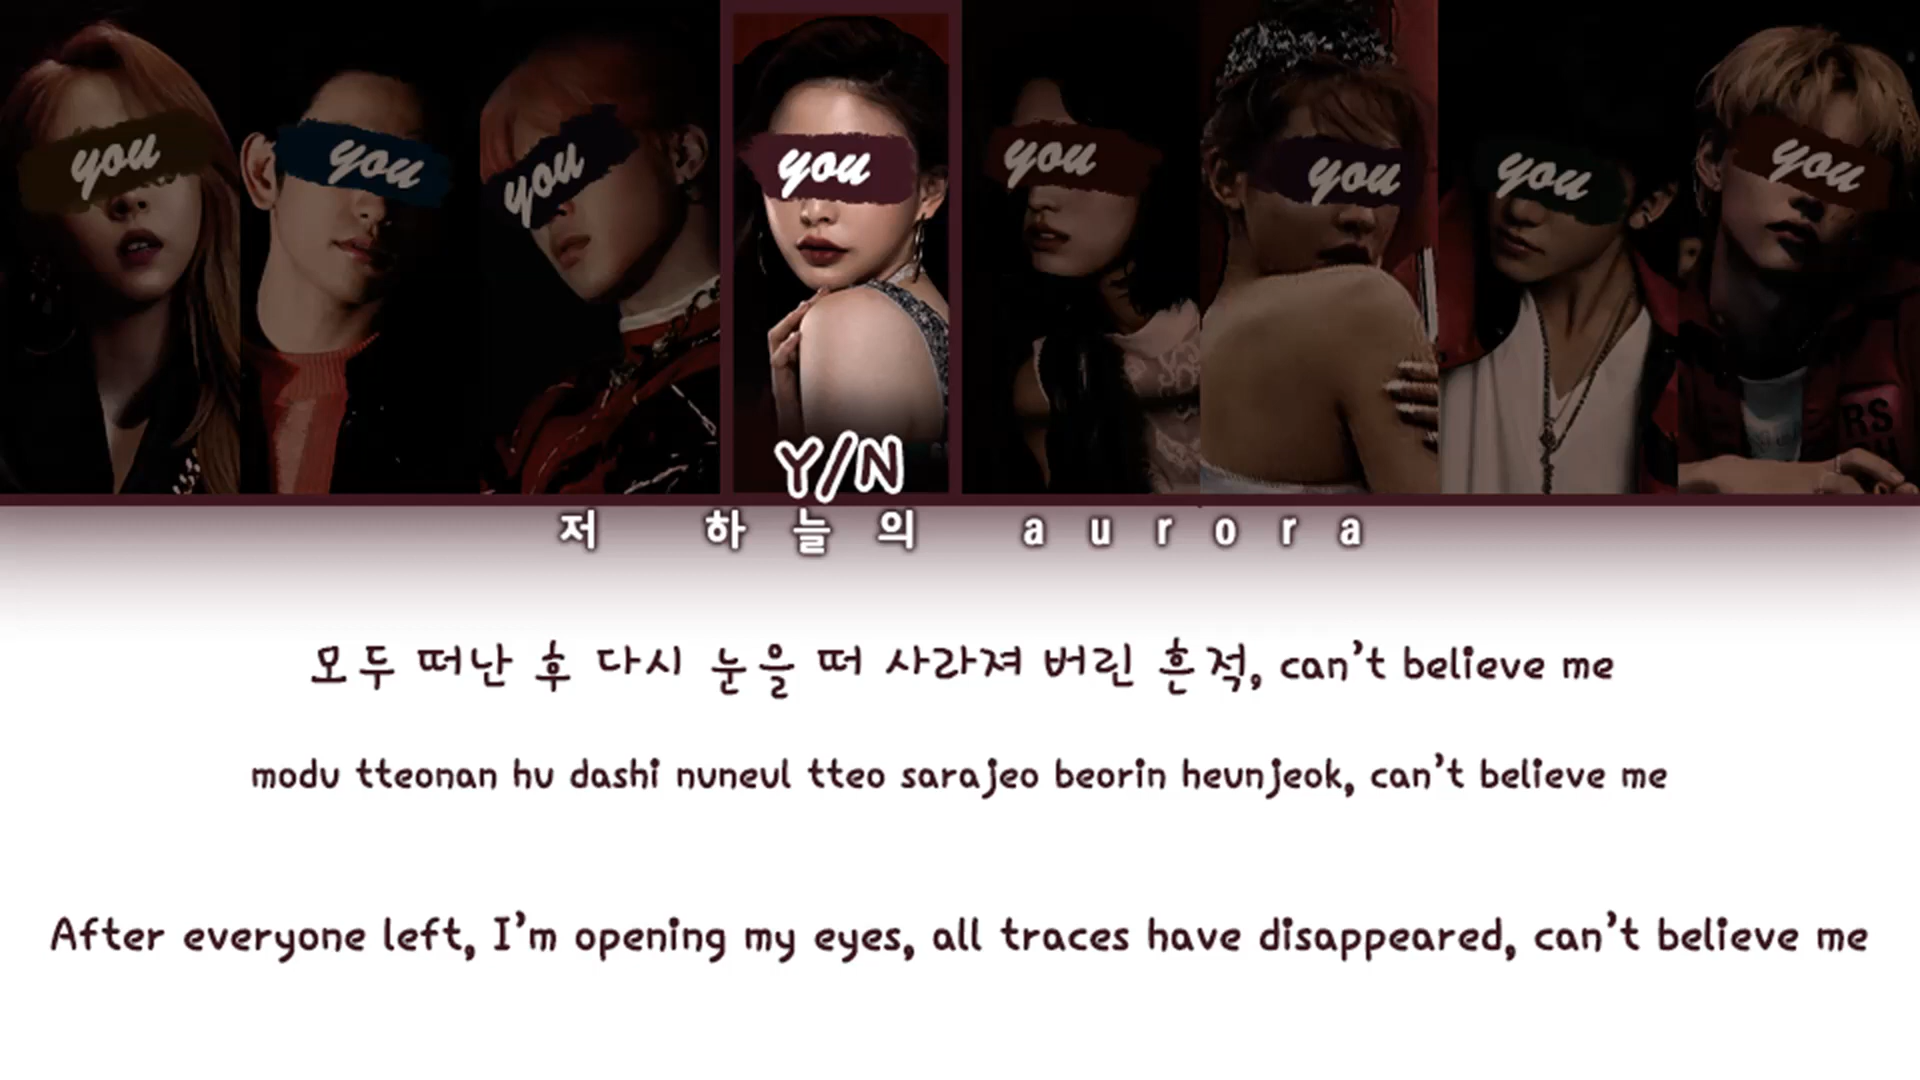 you you you you you you you you
Y/N
저 하늘의 aurora
RS
모두 떠난 후 다시 눈을 떠 사라져 버린 흔적, can't believe me
modu tteonan hu dashi nuneul tteo sarajeo beorin heunjeok, can't believe me
After everyone left, I'm opening my eyes, all traces have disappeared, can't believe me